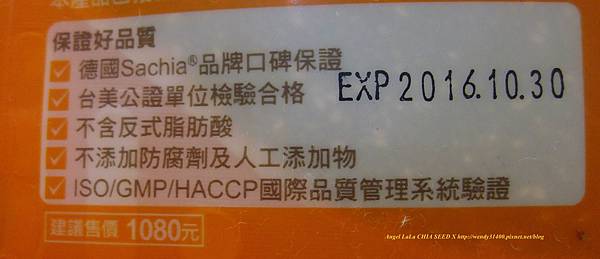 保證好品質
德國Sachia®品牌口碑保證
台美公證單位檢驗合格
EXP 2016.10.30
不含反式脂肪酸
不添加防腐劑及人工添加物
ISO/GMP/HACCP國際品質管理系統驗證
建議售價 1080元
Angel LaLa CHIA SEED X http://wendy31400.pixnet.net/blog